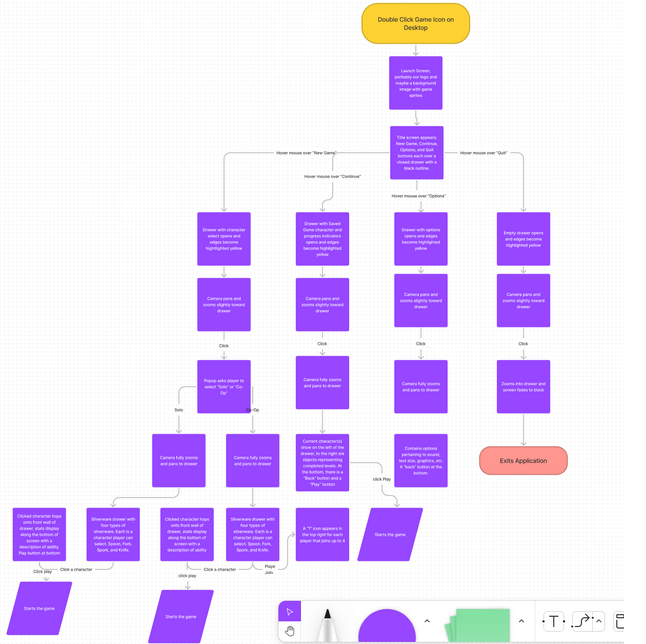 Double Click Game Icon on
Desktop
Launch Screen,
probably our logo and
maybe a background
image with game
sprites
Title screen appears,
New Game, Continue,
Options, and Quit
buttons each over a
closed drawer with a
black outline
Hover mouse over "New Game"
Hover mouse over "Quit"
Hover mouse over "Continue"
Hover mouse over "Options"
Drawer with character
select opens and
edges become
highlighted yellow
Drawer with Saved
Game character and
progress indicators
opens and edges
become highlighted
yellow
Drawer with options
opens and edges
become highlighted
yellow
Empty drawer opens
and edges become
highlighted yellow
Camera pans and
zooms slightly toward
drawer
Camera pans and
zooms slightly toward
drawer
Camera pans and
zooms slightly toward
drawer
Camera pans and
zooms slightly toward
drawer
Click
Click
Click
Click
Popup asks player to
select "Solo" or "Co-
Op"
Camera fully zooms
and pans to drawer
Camera fully zooms
and pans to drawer
Zooms into drawer and
screen fades to black
Solo
Co-Op
Camera fully zooms
and pans to drawer
Camera fully zooms
and pans to drawer
Current character(s)
show on the left of the
drawer, to the right are
objects representing
completed levels. At
the bottom, there is a
"Back" button and a
"Play" button
Contains options
pertaining to sound,
text size, graphics, etc.
A "back" button at the
bottom.
Exits Application
click Play
Clicked character hops
onto front wall of
drawer, stats display
along the bottom of
screen with a
description of ability.
Play button at bottom
Silverware drawer with
four types of
silverware. Each is a
character player can
select. Spoon, Fork,
Spork, and Knife.
Clicked character hops
onto front wall of
drawer, stats display
along the bottom of
screen with a
description of ability
Silverware drawer with
four types of
silverware. Each is a
character player can
select. Spoon, Fork,
Spork, and Knife.
A "!" icon appears in
the top right for each
player that joins up to 4
Starts the game
Click play
Click a character
click play
Click a character
Playe
Join
Starts the game
Starts the game
T